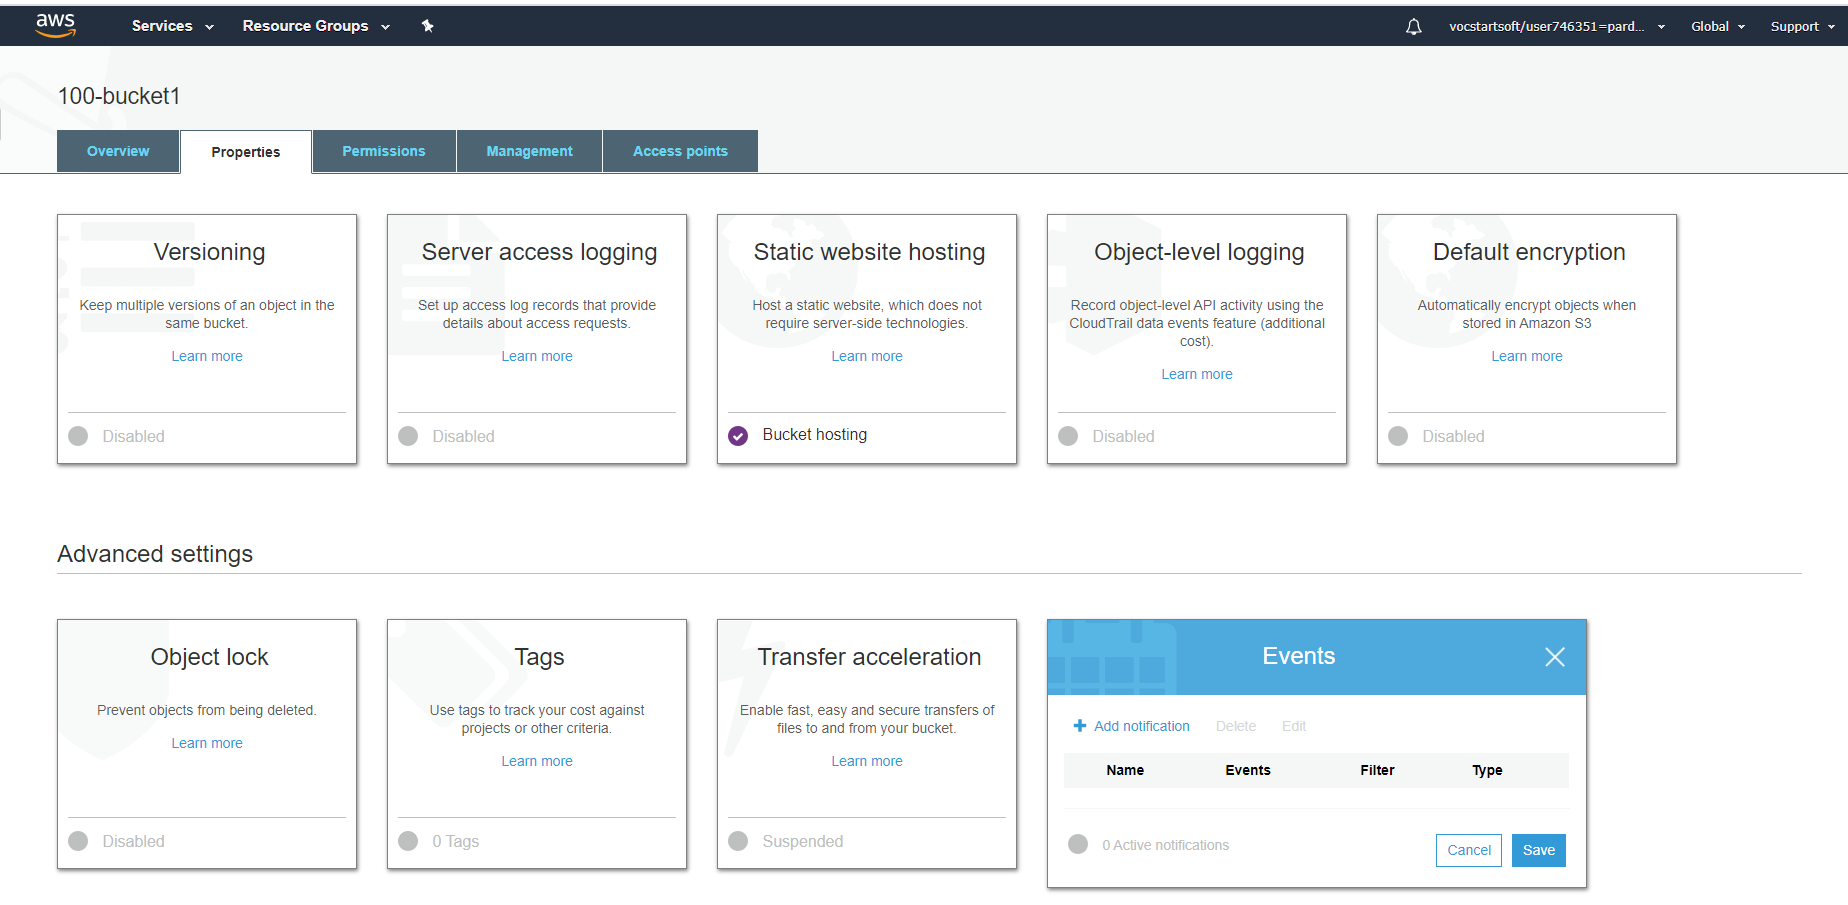 aws Services Resource Groups vocstartsoft/user746351=pard... Global Support
100-bucket1
Overview Properties Permissions Management Access points
Versioning
Keep multiple versions of an object in the
same bucket.
Learn more
Disabled
Server access logging
Set up access log records that provide
details about access requests.
Learn more
Disabled
Static website hosting
Host a static website, which does not
require server-side technologies.
Learn more
Bucket hosting
Object-level logging
Record object-level API activity using the
CloudTrail data events feature (additional
cost).
Learn more
Disabled
Default encryption
Automatically encrypt objects when
stored in Amazon S3
Learn more
Disabled
Advanced settings
Object lock
Prevent objects from being deleted.
Learn more
Disabled
Tags
Use tags to track your cost against
projects or other criteria.
Learn more
0 Tags
Transfer acceleration
Enable fast, easy and secure transfers of
files to and from your bucket.
Learn more
Suspended
Events
Add notification Delete Edit
Name Events Filter Type
0 Active notifications Cancel Save